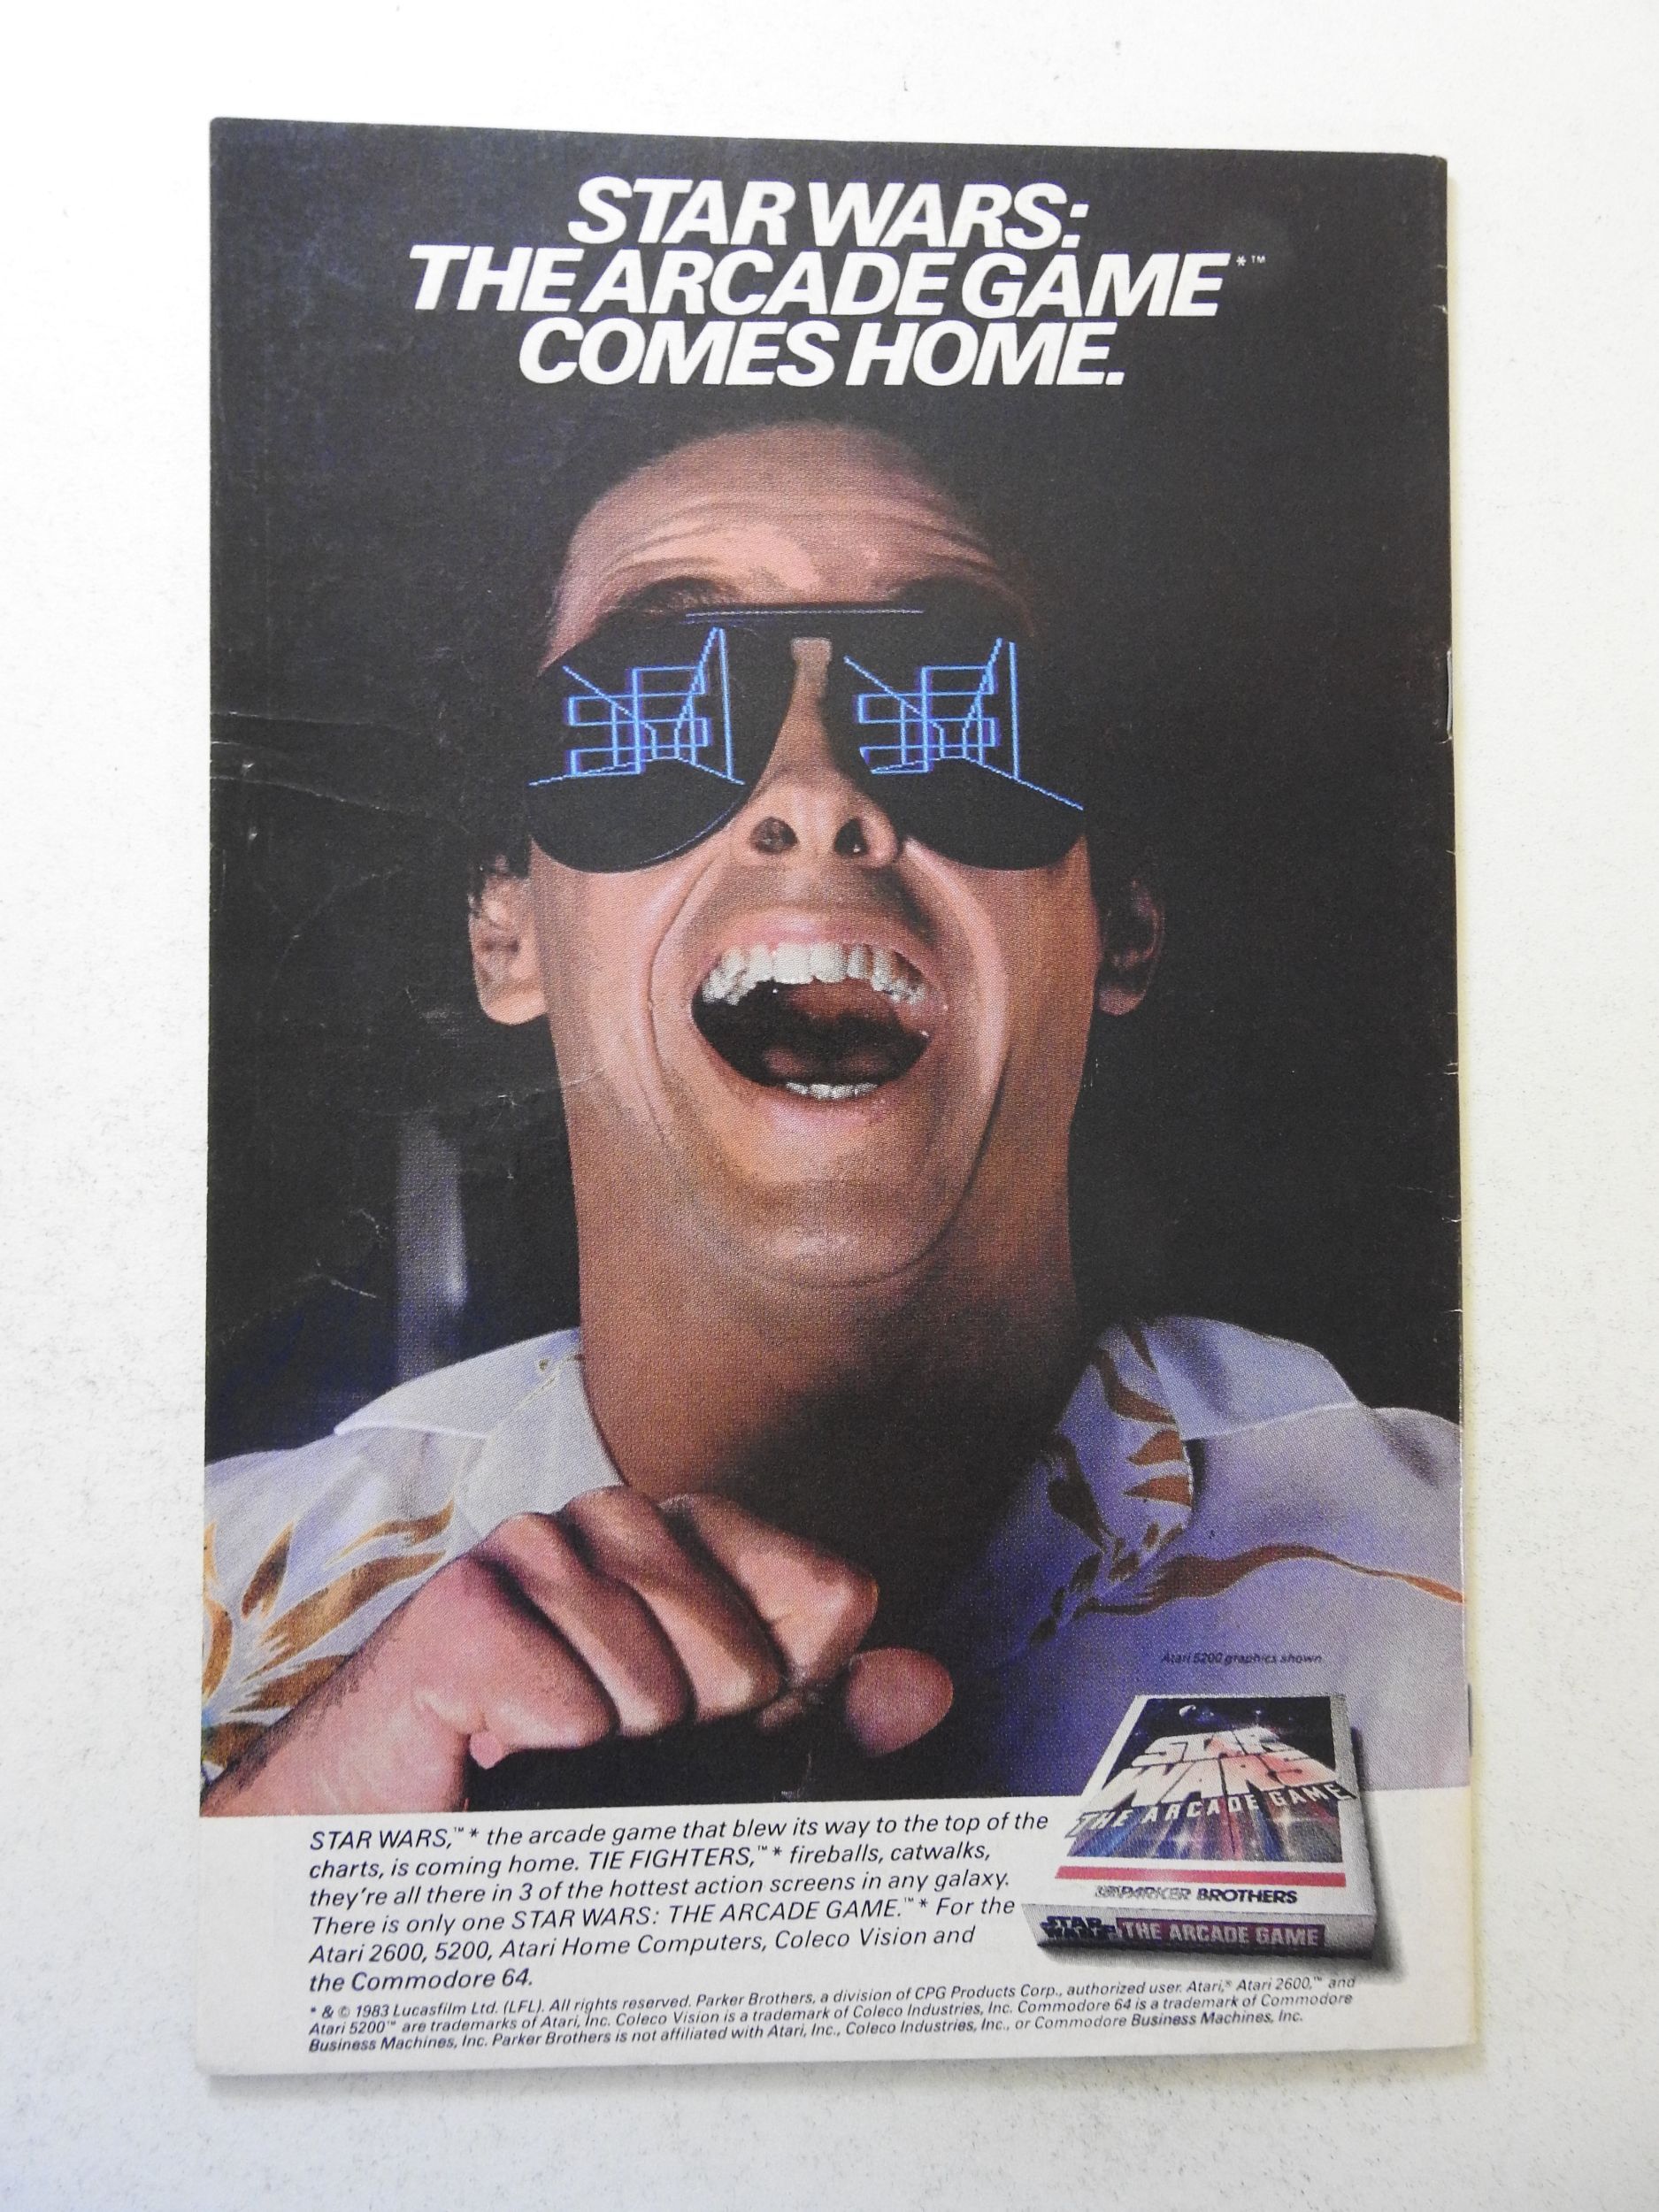 STAR WARS:
THE ARCADE GAME*™
COMES HOME.
Atari 5200 graphics shown
STAR WARS
THE ARCADE GAME
PARKER BROTHERS
STAR WARS THE ARCADE GAME
STAR WARS,™* the arcade game that blew its way to the top of the
charts, is coming home. TIE FIGHTERS,™* fireballs, catwalks,
they're all there in 3 of the hottest action screens in any galaxy.
There is only one STAR WARS: THE ARCADE GAME.™* For the
Atari 2600, 5200, Atari Home Computers, Coleco Vision and
the Commodore 64.
* & © 1983 Lucasfilm Ltd. (LFL). All rights reserved. Parker Brothers, a division of CPG Products Corp., authorized user. Atari,® Atari 2600,™ and
Atari 5200™ are trademarks of Atari, Inc. Coleco Vision is a trademark of Coleco Industries, Inc. Commodore 64 is a trademark of Commodore
Business Machines, Inc. Parker Brothers is not affiliated with Atari, Inc., Coleco Industries, Inc., or Commodore Business Machines, Inc.